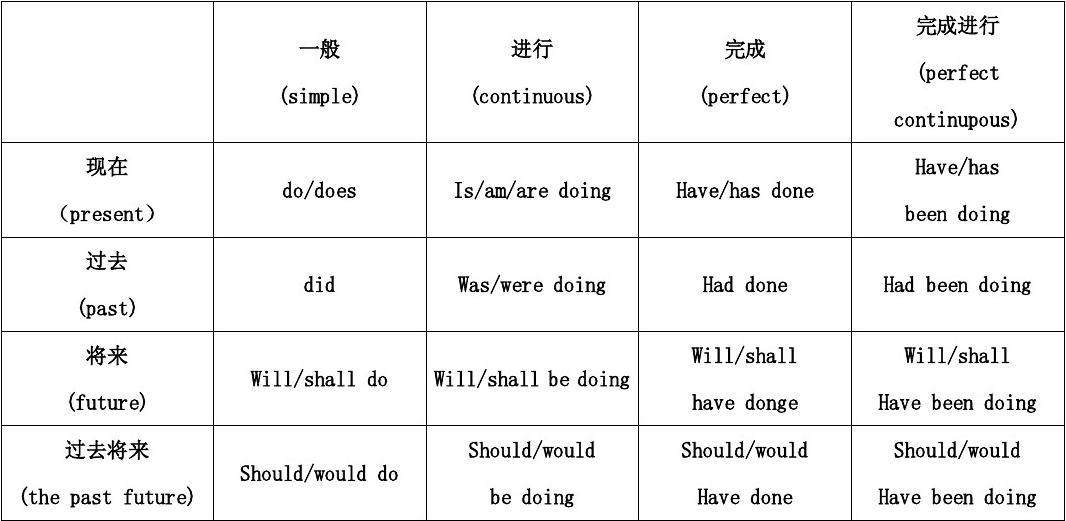 一般
(simple)
进行
(continuous)
完成
(perfect)
完成进行
(perfect
continupous)
现在
（present）
do/does
Is/am/are doing
Have/has done
Have/has
been doing
过去
(past)
did
Was/were doing
Had done
Had been doing
将来
(future)
Will/shall do
Will/shall be doing
Will/shall
have donge
Will/shall
Have been doing
过去将来
(the past future)
Should/would do
Should/would
be doing
Should/would
Have done
Should/would
Have been doing